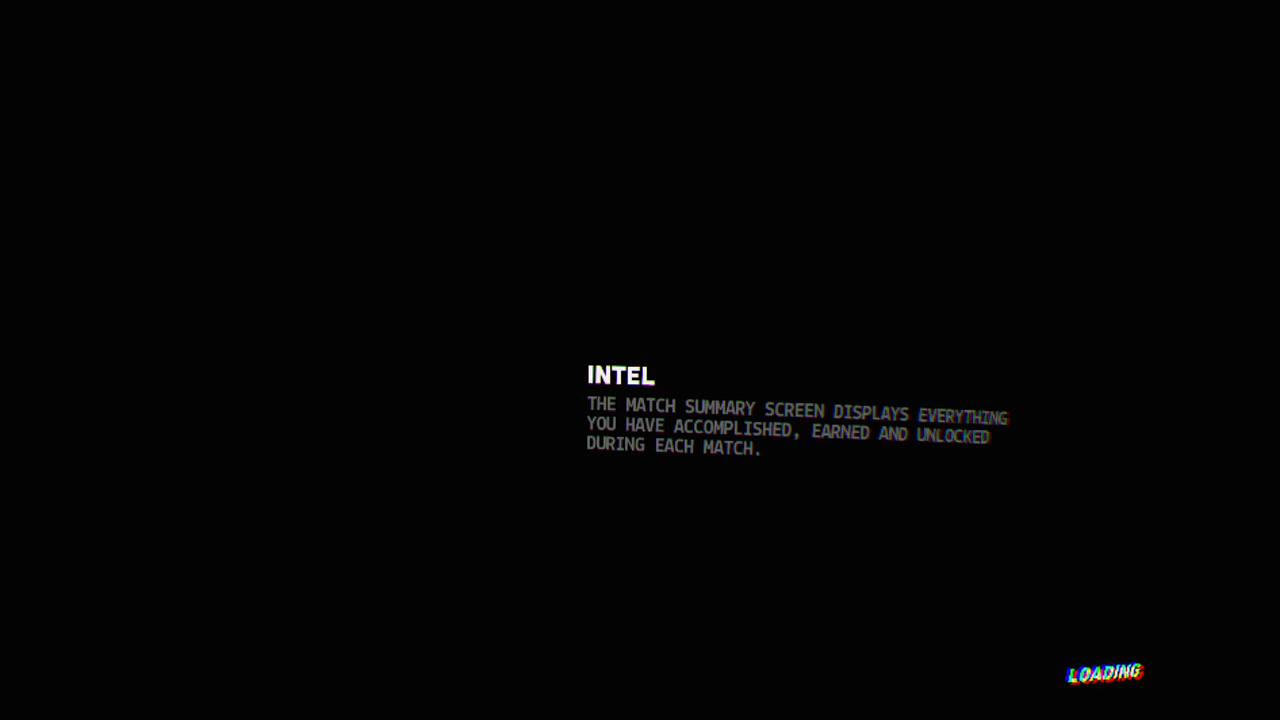 INTEL
THE MATCH SUMMARY SCREEN DISPLAYS EVERYTHING
YOU HAVE ACCOMPLISHED, EARNED AND UNLOCKED
DURING EACH MATCH.
LOADING